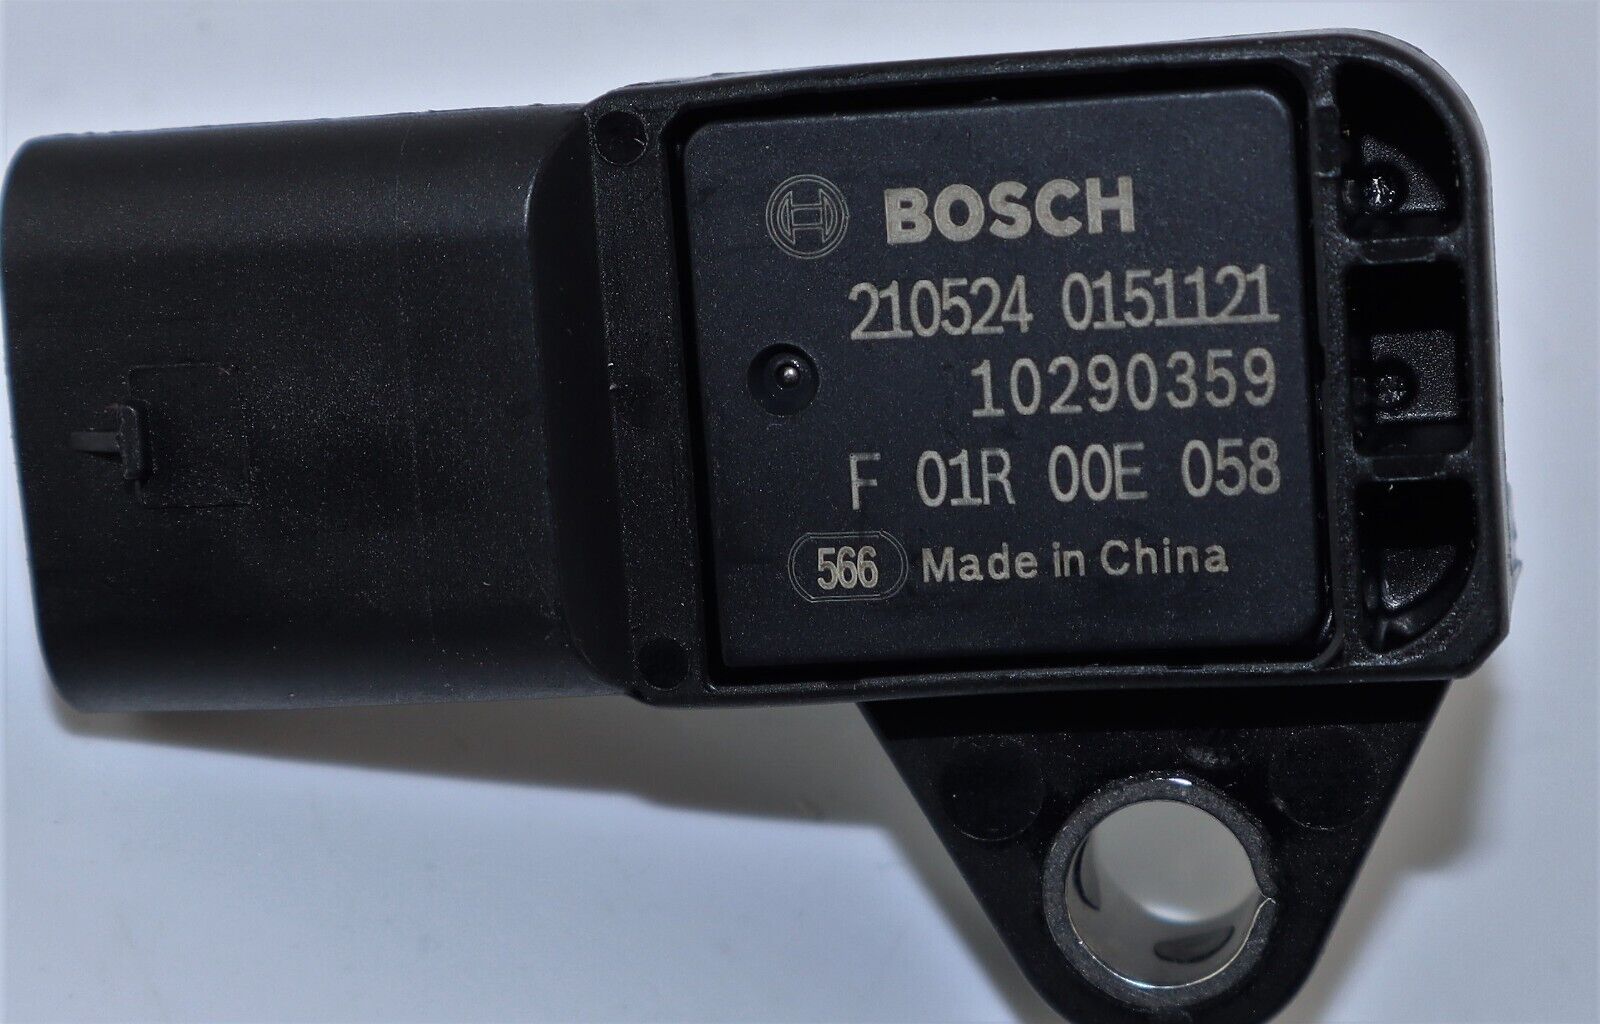 BOSCH
210524 0151121
10290359
F 01R 00E 058
566 Made in China